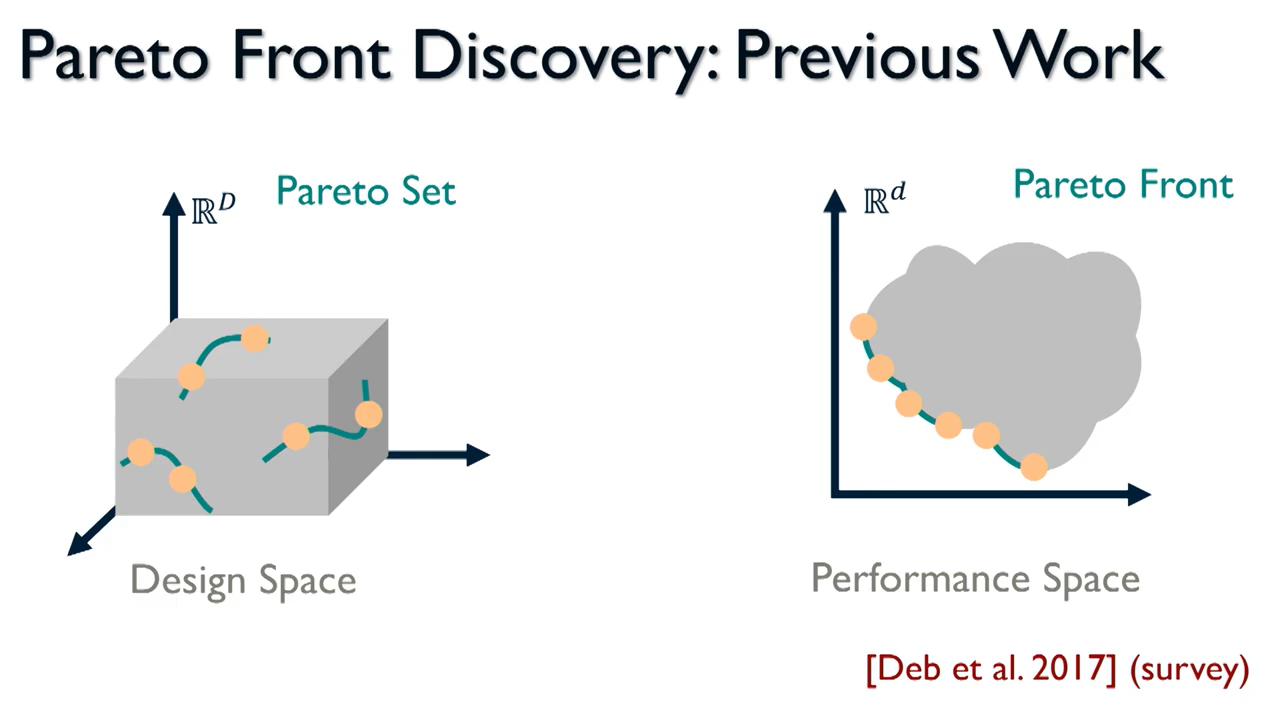 Pareto Front Discovery: Previous Work
ℝ^D
Pareto Set
Design Space
ℝ^d
Pareto Front
Performance Space
[Deb et al. 2017] (survey)